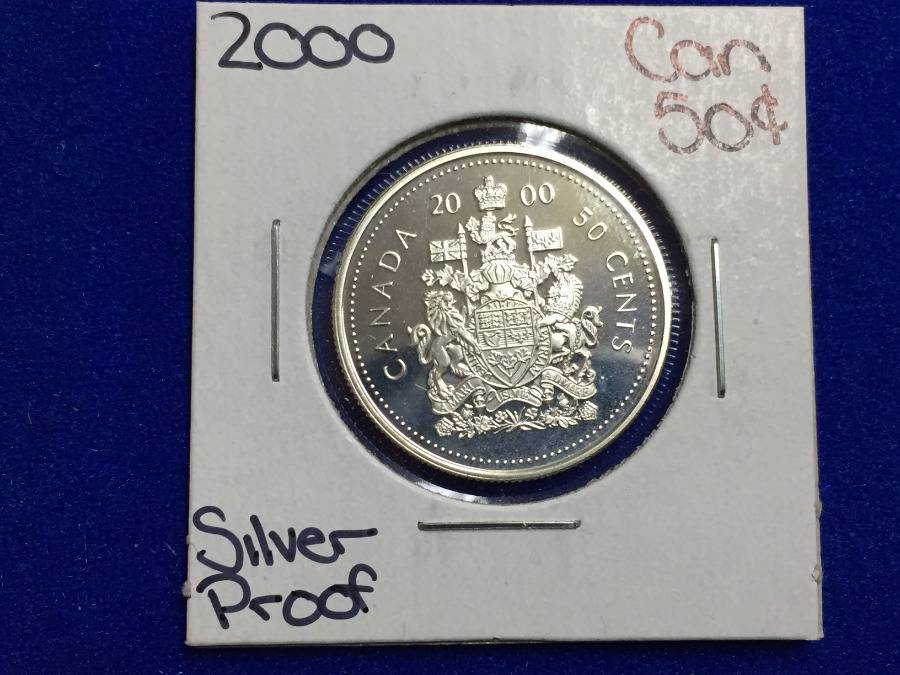 2000
Can
50¢
20 00
CANADA
50 CENTS
Silver
Proof